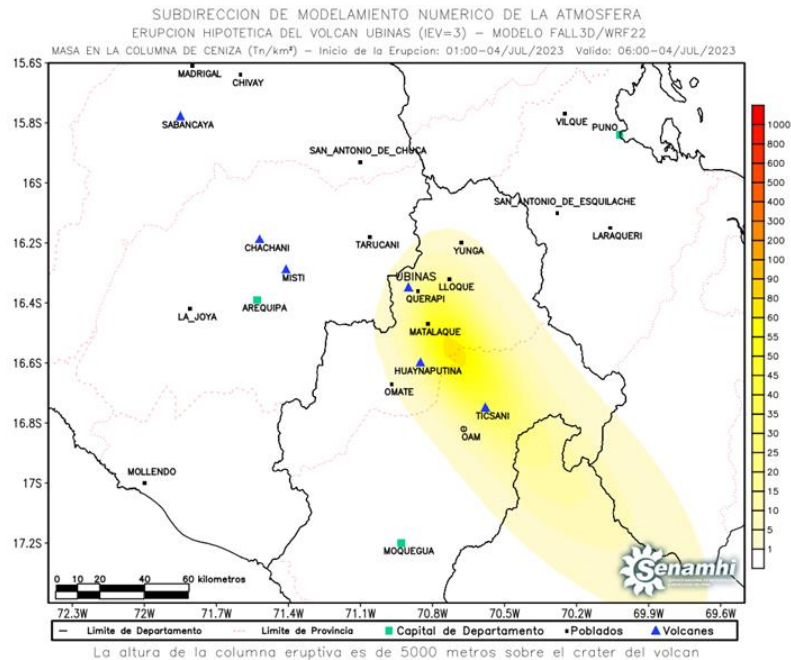 SUBDIRECCION DE MODELAMIENTO NUMERICO DE LA ATMOSFERA
ERUPCION HIPOTETICA DEL VOLCAN UBINAS (IEV=3) – MODELO FALL3D/WRF22
MASA EN LA COLUMNA DE CENIZA (Tn/km²) – Inicio de la Erupcion: 01:00-04/JUL/2023 Valido: 06:00-04/JUL/2023
15.6S
MADRIGAL
CHIVAY
15.8S
SABANCAYA
VILQUE
PUNO
SAN_ANTONIO_DE_CHUCA
16S
SAN_ANTONIO_DE_ESQUILACHE
16.2S
CHACHANI
TARUCANI
YUNGA
LARAQUERI
MISTI
UBINAS
LLOQUE
QUERAPI
16.4S
AREQUIPA
LA_JOYA
MATALAQUE
16.6S
HUAYNAPUTINA
OMATE
16.8S
TICSANI
OAM
MOLLENDO
17S
17.2S
MOQUEGUA
Senamhi
0 10 20 40 60 kilometros
72.3W 72W 71.7W 71.4W 71.1W 70.8W 70.5W 70.2W 69.9W 69.6W
1000
800
600
400
300
200
100
90
80
60
55
45
35
30
25
20
15
10
5
1
Limite de Departamento Limite de Provincia Capital de Departamento Poblados Volcanes
La altura de la columna eruptiva es de 5000 metros sobre el crater del volcan